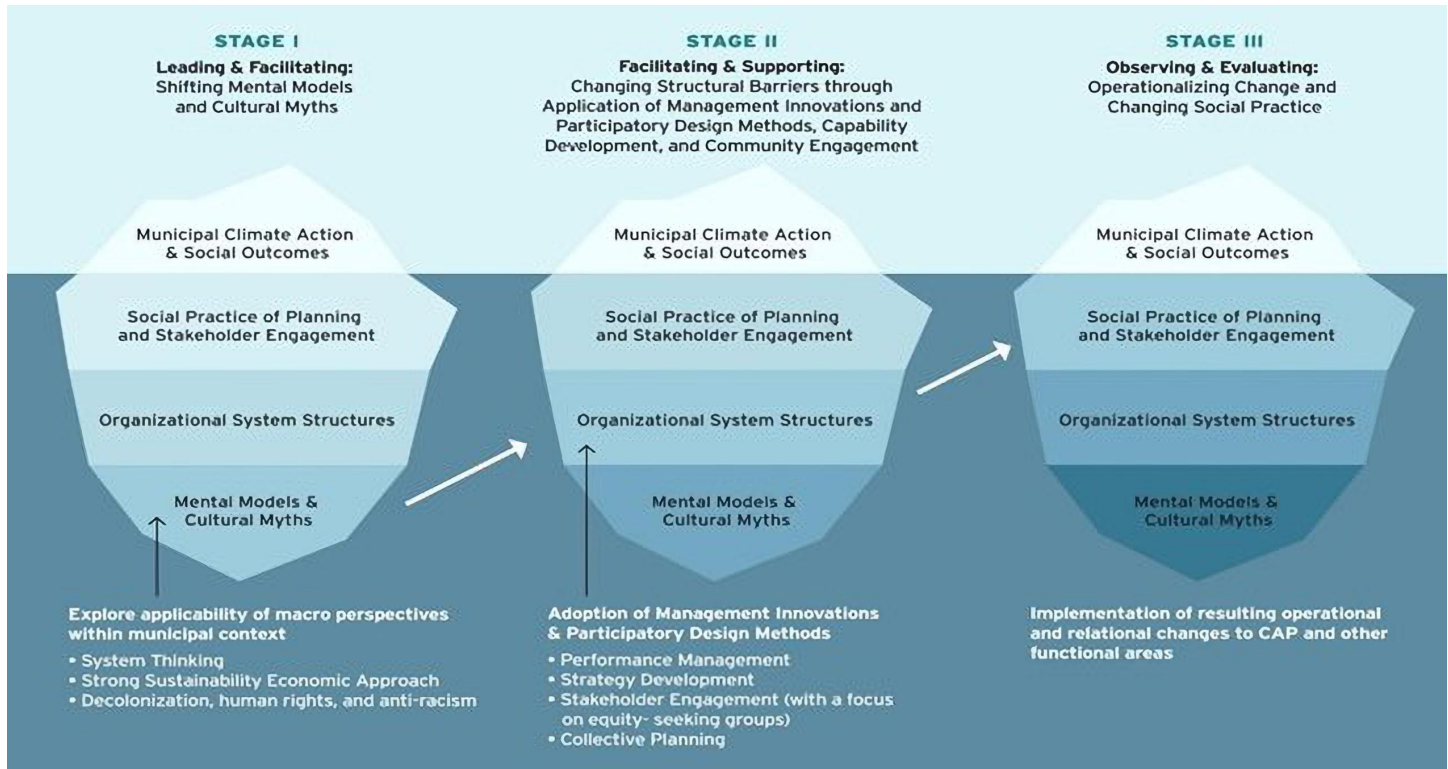 STAGE I
Leading & Facilitating:
Shifting Mental Models
and Cultural Myths
Municipal Climate Action
& Social Outcomes
Social Practice of Planning
and Stakeholder Engagement
Organizational System Structures
Mental Models &
Cultural Myths
Explore applicability of macro perspectives
within municipal context
• System Thinking
• Strong Sustainability Economic Approach
• Decolonization, human rights, and anti-racism
STAGE II
Facilitating & Supporting:
Changing Structural Barriers through
Application of Management Innovations and
Participatory Design Methods, Capability
Development, and Community Engagement
Municipal Climate Action
& Social Outcomes
Social Practice of Planning
and Stakeholder Engagement
Organizational System Structures
Mental Models &
Cultural Myths
Adoption of Management Innovations
& Participatory Design Methods
• Performance Management
• Strategy Development
• Stakeholder Engagement (with a focus
on equity- seeking groups)
• Collective Planning
STAGE III
Observing & Evaluating:
Operationalizing Change and
Changing Social Practice
Municipal Climate Action
& Social Outcomes
Social Practice of Planning
and Stakeholder Engagement
Organizational System Structures
Mental Models &
Cultural Myths
Implementation of resulting operational
and relational changes to CAP and other
functional areas